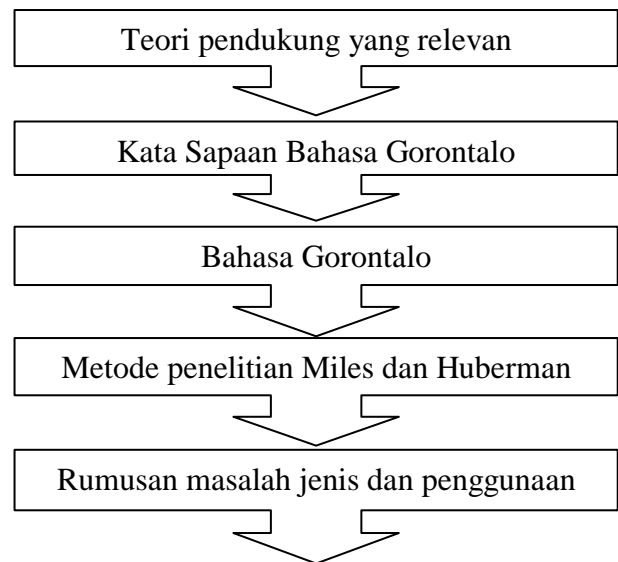 Teori pendukung yang relevan
Kata Sapaan Bahasa Gorontalo
Bahasa Gorontalo
Metode penelitian Miles dan Huberman
Rumusan masalah jenis dan penggunaan